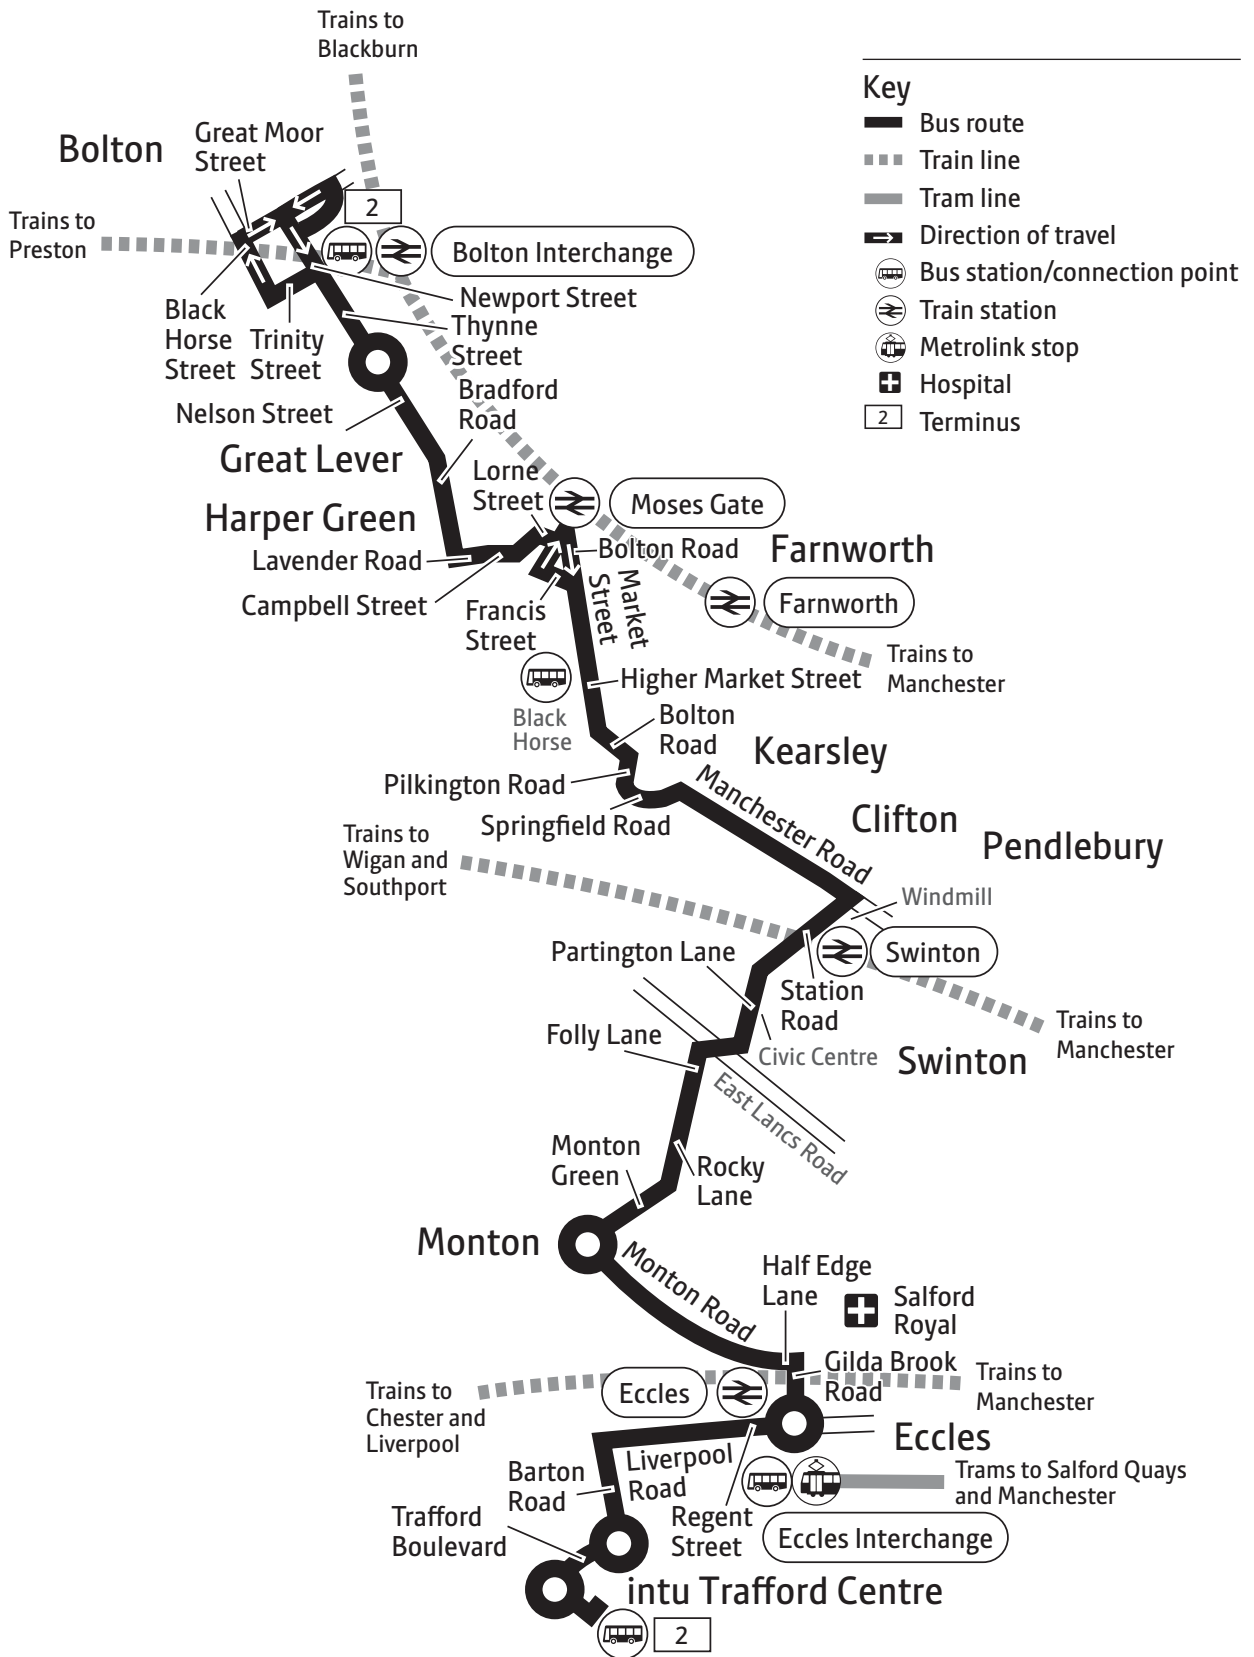 Trains to
Blackburn
Key
Bus route
Train line
Tram line
Direction of travel
Bus station/connection point
Train station
Metrolink stop
Hospital
2
Terminus
Bolton
Great Moor
Street
2
Trains to
Preston
Bolton Interchange
Newport Street
Black
Horse
Street
Trinity
Street
Thynne
Street
Nelson Street
Bradford
Road
Great Lever
Lorne
Street
Moses Gate
Harper Green
Lavender Road
Bolton Road
Farnworth
Campbell Street
Francis
Street
Market
Street
Farnworth
Trains to
Manchester
Higher Market Street
Black
Horse
Bolton
Road
Kearsley
Pilkington Road
Springfield Road
Manchester Road
Clifton
Pendlebury
Trains to
Wigan and
Southport
Windmill
Partington Lane
Swinton
Station
Road
Trains to
Manchester
Folly Lane
Civic Centre
Swinton
East Lancs Road
Monton
Green
Rocky
Lane
Monton
Monton Road
Half Edge
Lane
Salford
Royal
Gilda Brook
Road
Trains to
Manchester
Eccles
Trains to
Chester and
Liverpool
Eccles
Liverpool
Road
Barton
Road
Trams to Salford Quays
and Manchester
Regent
Street
Trafford
Boulevard
Eccles Interchange
intu Trafford Centre
2